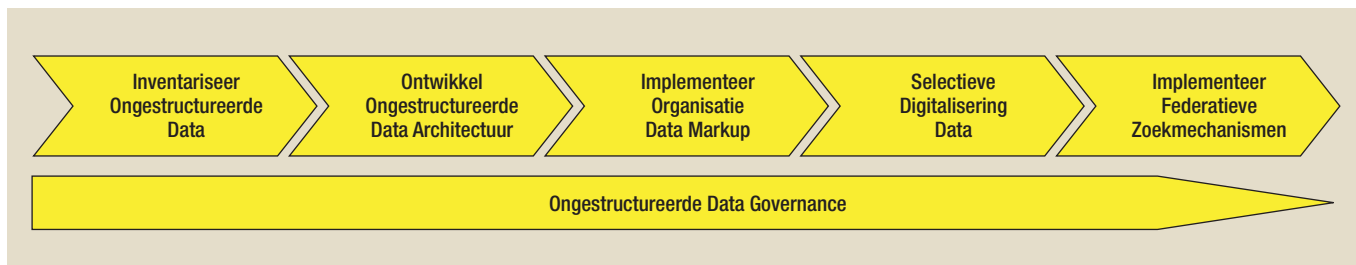 Inventariseer
Ongestructureerde
Data
Ontwikkel
Ongestructureerde
Data Architectuur
Implementeer
Organisatie
Data Markup
Selectieve
Digitalisering
Data
Implementeer
Federatieve
Zoekmechanismen
Ongestructureerde Data Governance